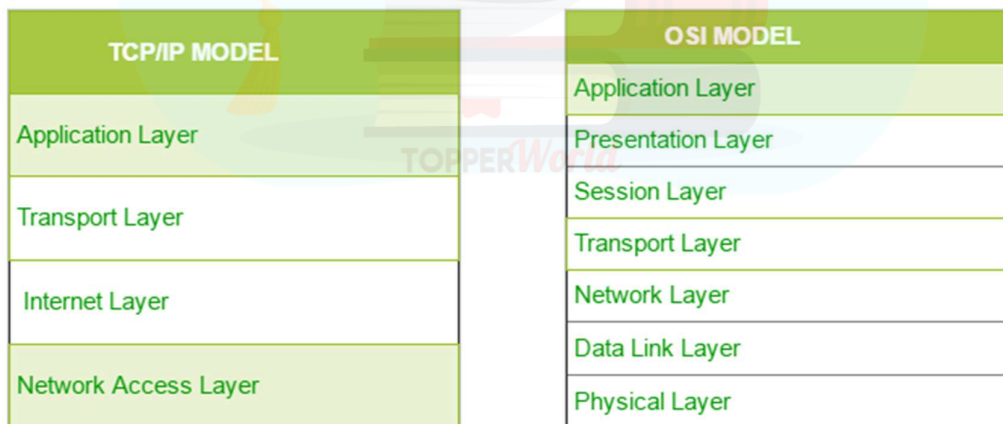 TCP/IP MODEL
Application Layer
Transport Layer
Internet Layer
Network Access Layer
OSI MODEL
Application Layer
Presentation Layer
Session Layer
Transport Layer
Network Layer
Data Link Layer
Physical Layer
TOPPERWorld